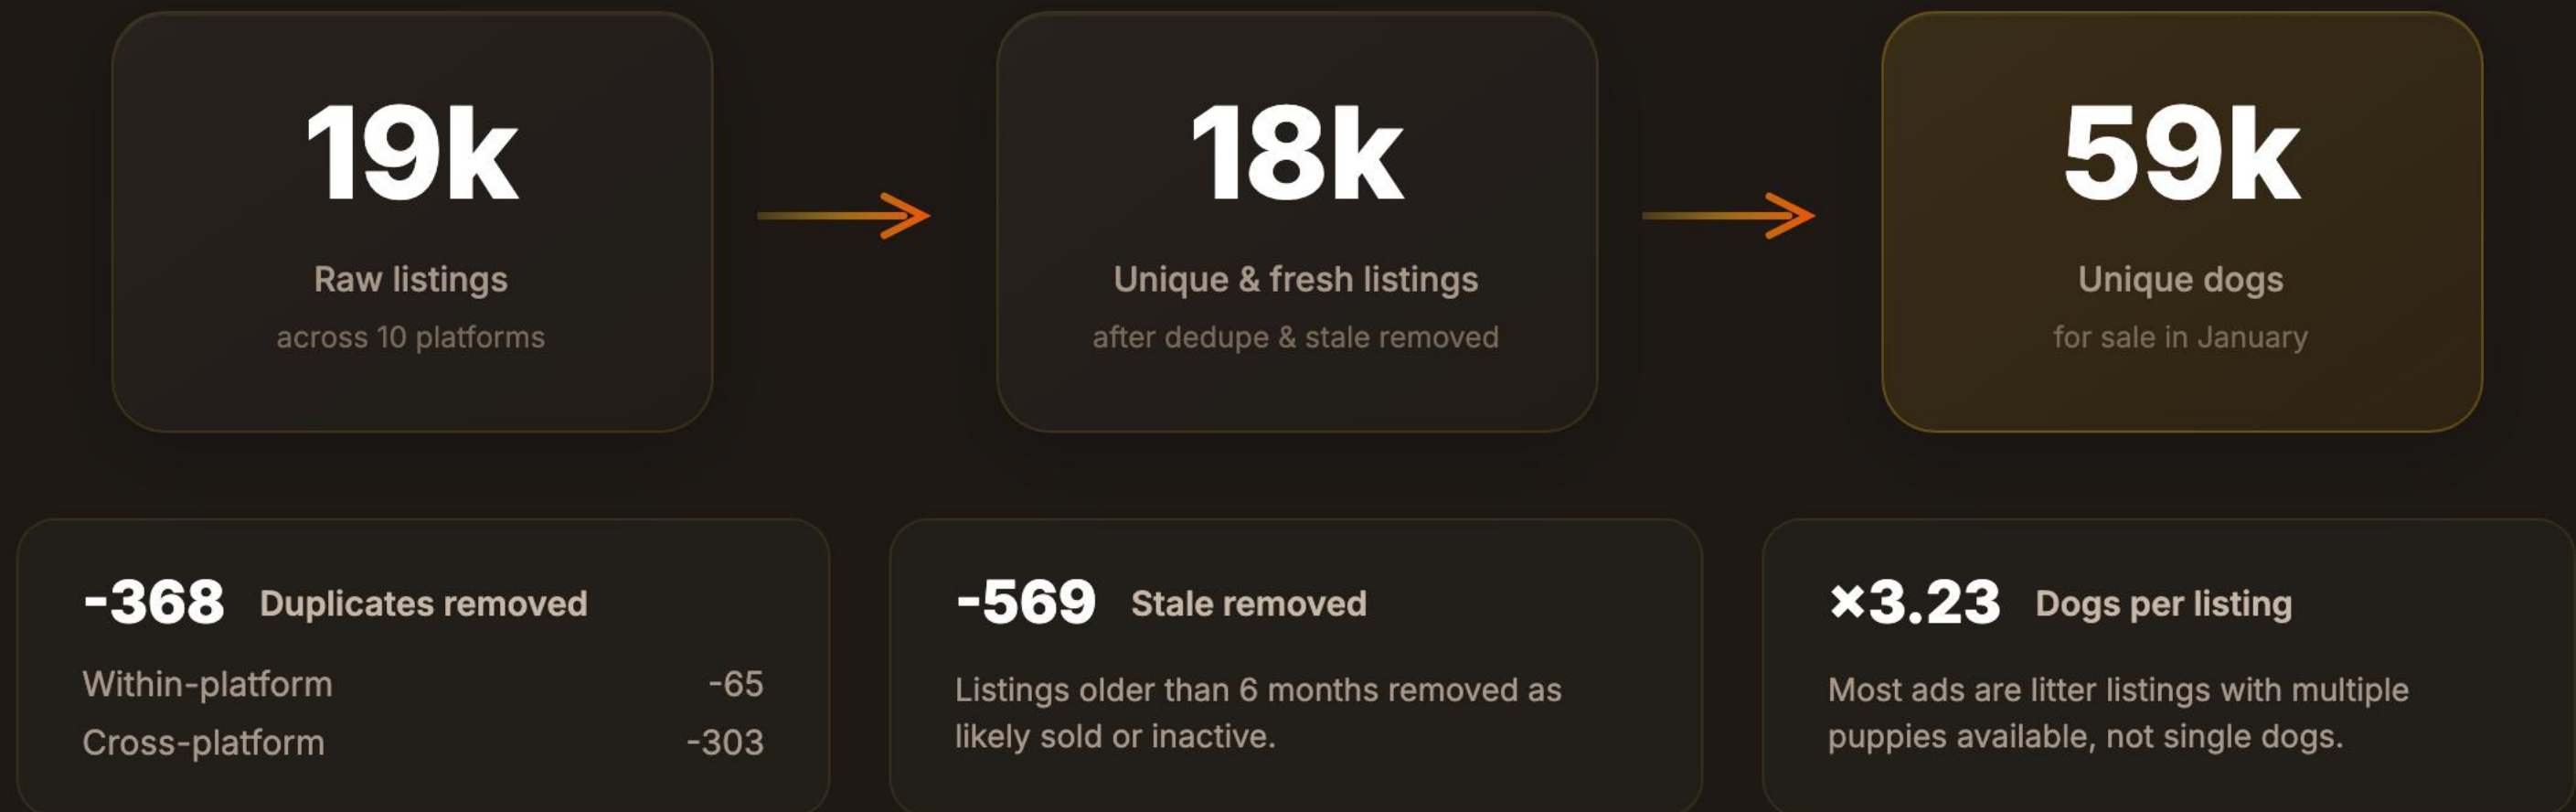 19k
Raw listings
across 10 platforms
18k
Unique & fresh listings
after dedupe & stale removed
59k
Unique dogs
for sale in January
-368 Duplicates removed
Within-platform -65
Cross-platform -303
-569 Stale removed
Listings older than 6 months removed as
likely sold or inactive.
×3.23 Dogs per listing
Most ads are litter listings with multiple
puppies available, not single dogs.